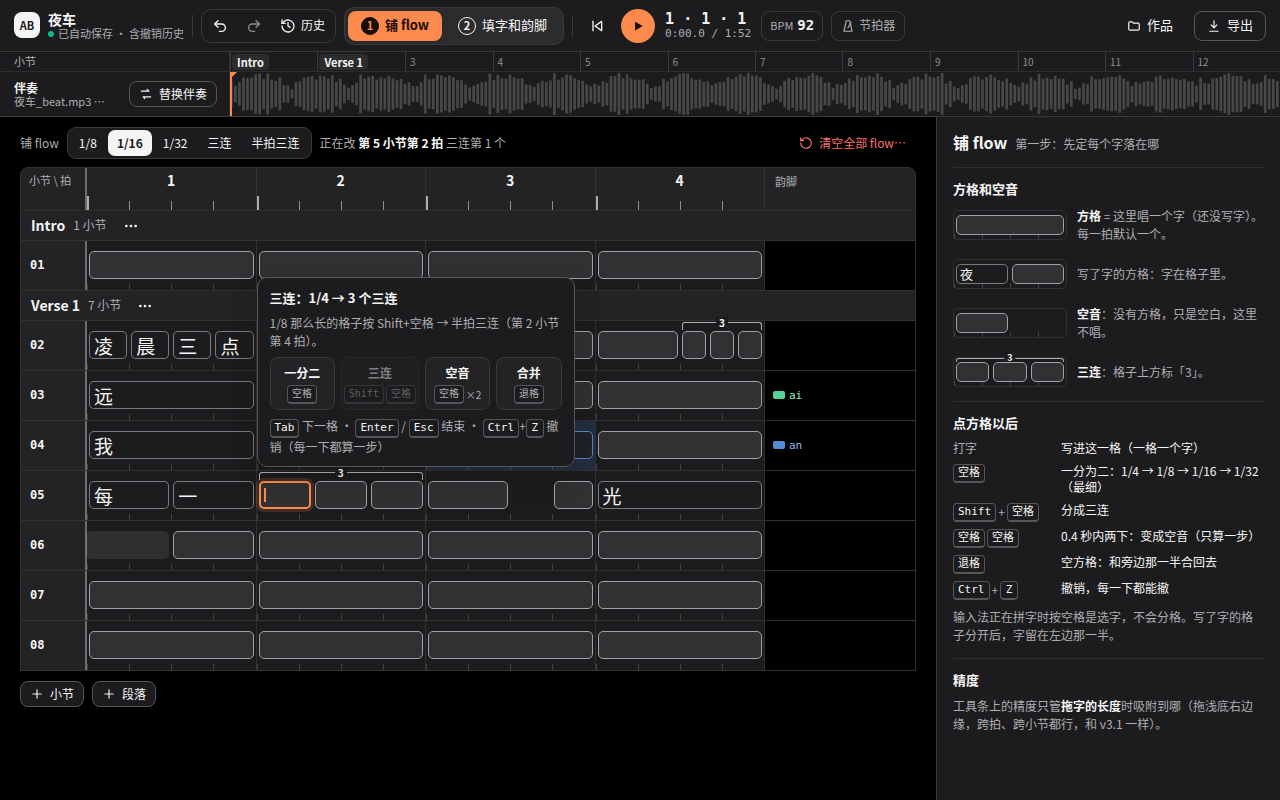 AB 夜车 历史 1 铺 flow 2 填字和韵脚 1 · 1 · 1 BPM 92 节拍器 作品 导出
已自动保存 · 含撤销历史 0:00.0 / 1:52
小节 Intro Verse 1 3 4 5 6 7 8 9 10 11 12
伴奏
夜车_beat.mp3 ··· 替换伴奏
铺 flow 1/8 1/16 1/32 三连 半拍三连 正在改 第 5 小节第 2 拍 三连第 1 个 清空全部 flow···
小节 \ 拍 1 2 3 4 韵脚
Intro 1 小节 ···
01
Verse 1 7 小节 ···
02 凌 晨 三 点 3
03 远 ai
04 我 an
三连：1/4 → 3 个三连
1/8 那么长的格子按 Shift+空格 → 半拍三连（第 2 小节
第 4 拍）。
一分二 三连 空音 合并
空格 Shift 空格 空格 ×2 退格
Tab 下一格 · Enter / Esc 结束 · Ctrl+Z 撤
销（每一下都算一步）
3
05 每 一 光
06
07
08
小节 段落
铺 flow 第一步：先定每个字落在哪
方格和空音
方格 = 这里唱一个字（还没写字）。
每一拍默认一个。
夜 写了字的方格：字在格子里。
空音：没有方格，只是空白，这里
不唱。
3 三连：格子上方标「3」。
点方格以后
打字 写进这一格（一格一个字）
空格 一分为二：1/4 → 1/8 → 1/16 → 1/32
（最细）
Shift + 空格 分成三连
空格 空格 0.4 秒内两下：变成空音（只算一步）
退格 空方格：和旁边那一半合回去
Ctrl + Z 撤销，每一下都能撤
输入法正在拼字时按空格是选字，不会分格。写了字的格
子分开后，字留在左边那一半。
精度
工具条上的精度只管拖字的长度时吸附到哪（拖浅底右边
缘，跨拍、跨小节都行，和 v3.1 一样）。